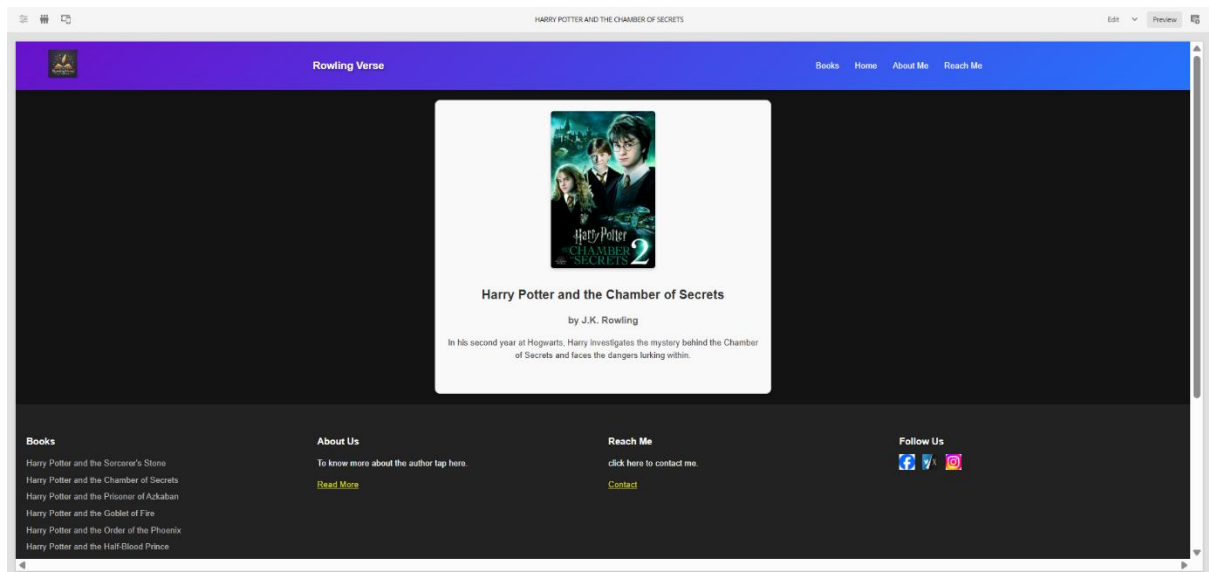 HARRY POTTER AND THE CHAMBER OF SECRETS
Edit
Preview
Rowling Verse
Books
Home
About Me
Reach Me
Harry Potter
CHAMBER
SECRETS 2
Harry Potter and the Chamber of Secrets
by J.K. Rowling
In his second year at Hogwarts, Harry investigates the mystery behind the Chamber
of Secrets and faces the dangers lurking within.
Books
Harry Potter and the Sorcerer's Stone
Harry Potter and the Chamber of Secrets
Harry Potter and the Prisoner of Azkaban
Harry Potter and the Goblet of Fire
Harry Potter and the Order of the Phoenix
Harry Potter and the Half-Blood Prince
About Us
To know more about the author tap here.
Read More
Reach Me
click here to contact me.
Contact
Follow Us